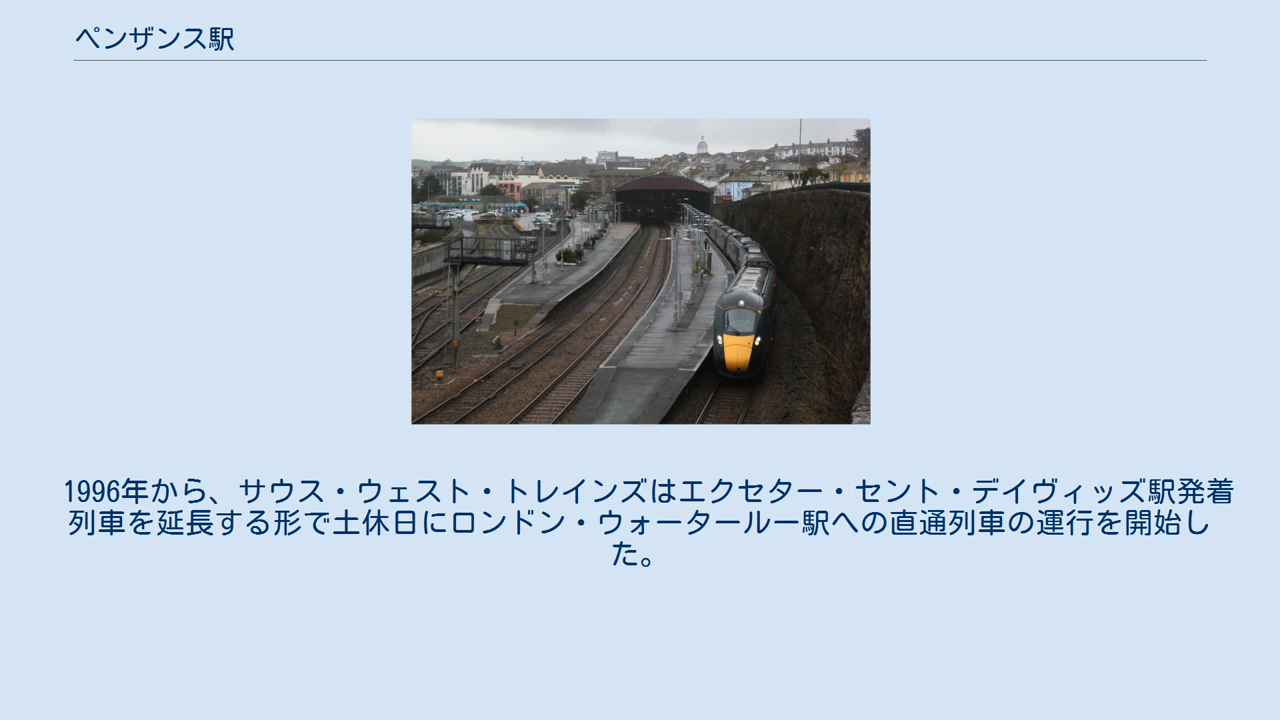 ペンザンス駅
1996年から、サウス・ウェスト・トレインズはエクセター・セント・デイヴィッズ駅発着
列車を延長する形で土休日にロンドン・ウォータールー駅への直通列車の運行を開始し
た。